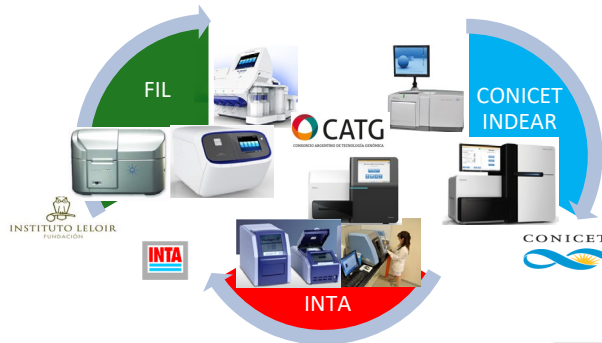 FIL
CONICET
INDEAR
CATG
CONSORCIO ARGENTINO DE TECNOLOGÍA GENÓMICA
INSTITUTO LELOIR
FUNDACIÓN
INTA
CONICET
INTA